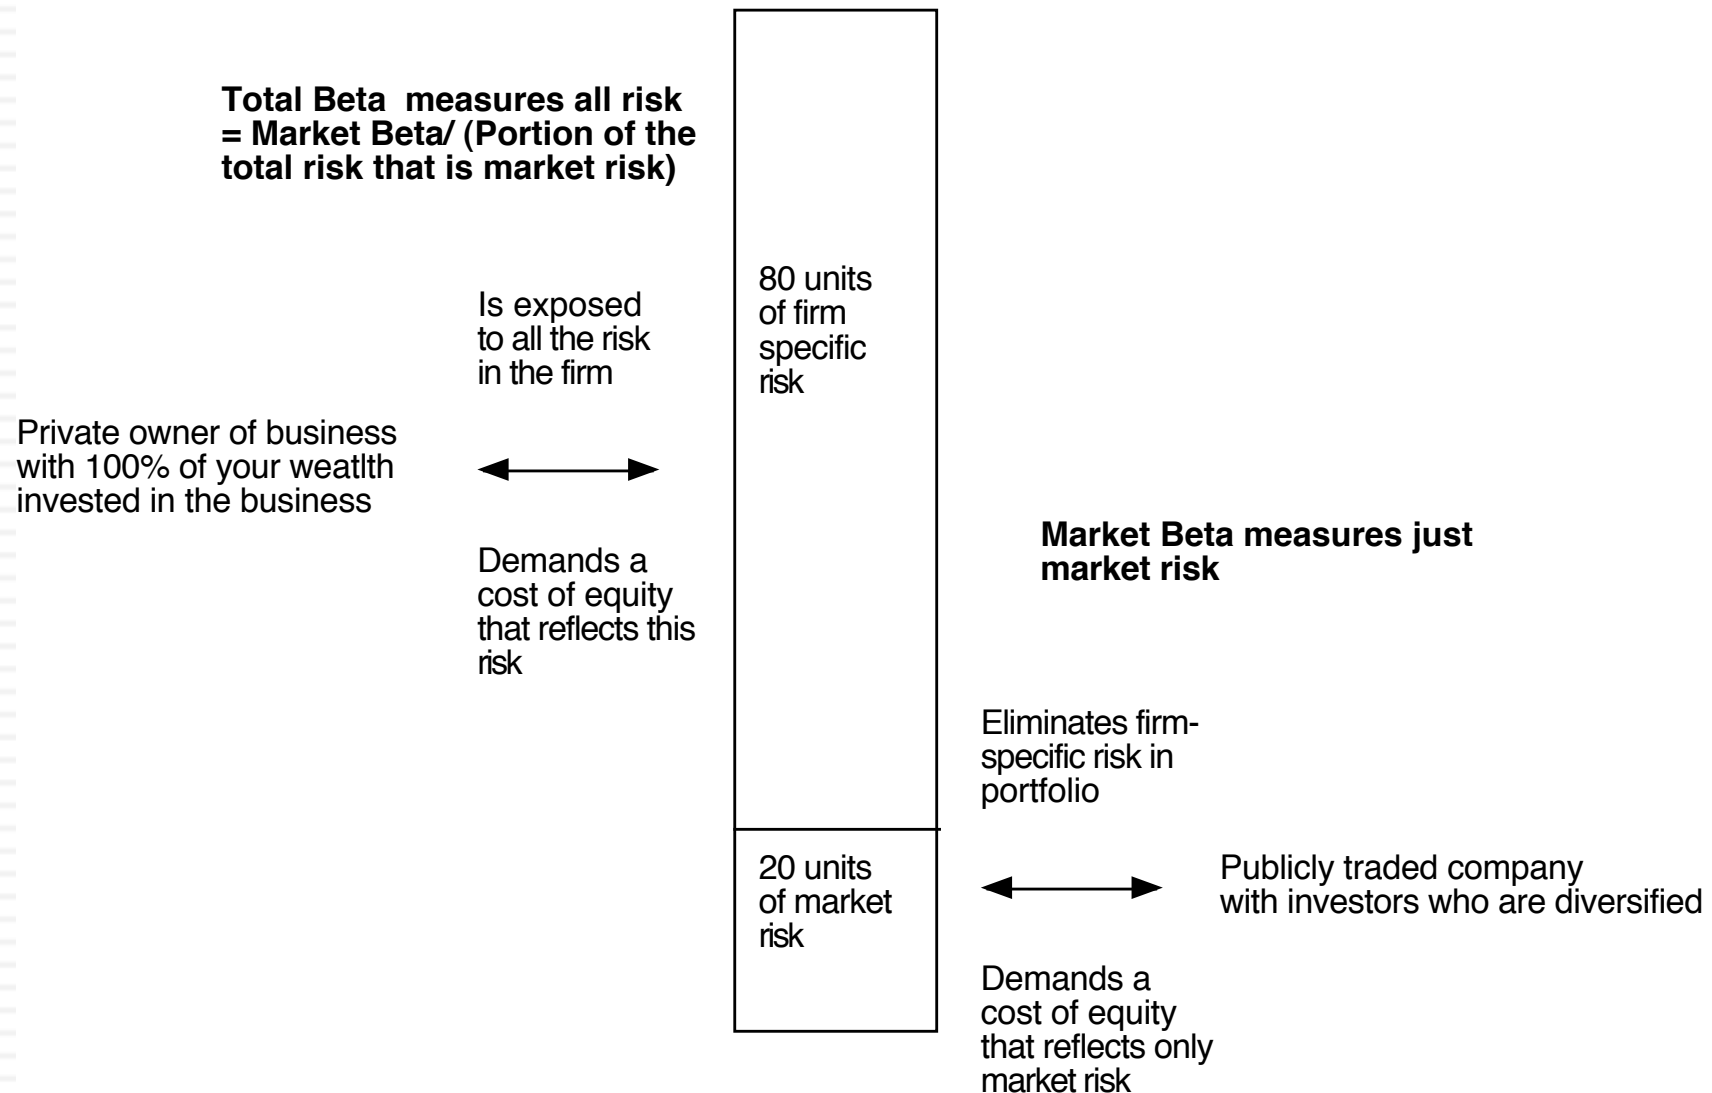 Total Beta  measures all risk
= Market Beta/ (Portion of the
total risk that is market risk)
80 units
of firm
specific
risk
Is exposed
to all the risk
in the firm
Private owner of business
with 100% of your weatlth
invested in the business
Demands a
cost of equity
that reflects this
risk
Market Beta measures just
market risk
Eliminates firm-
specific risk in
portfolio
20 units
of market
risk
Publicly traded company
with investors who are diversified
Demands a
cost of equity
that reflects only
market risk